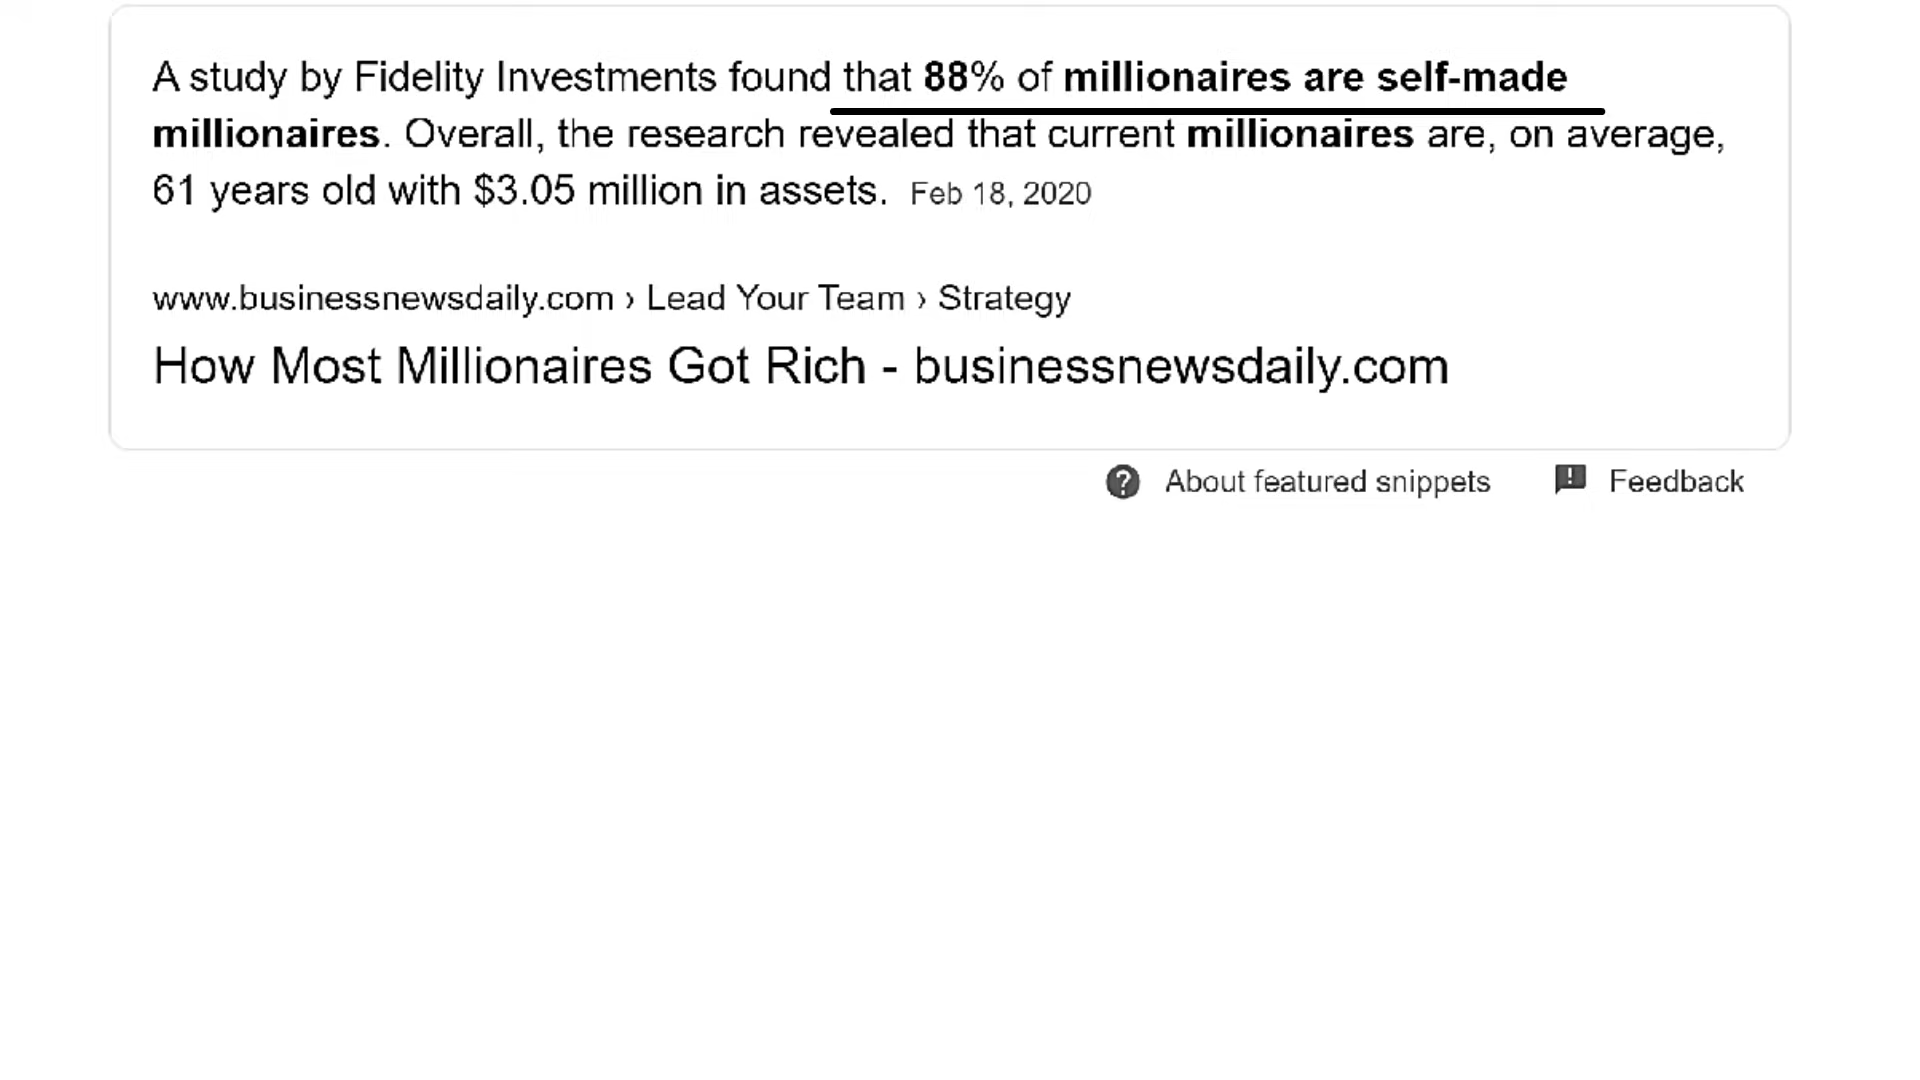 A study by Fidelity Investments found that 88% of millionaires are self-made
millionaires. Overall, the research revealed that current millionaires are, on average,
61 years old with $3.05 million in assets. Feb 18, 2020
www.businessnewsdaily.com › Lead Your Team › Strategy
How Most Millionaires Got Rich - businessnewsdaily.com
About featured snippets Feedback